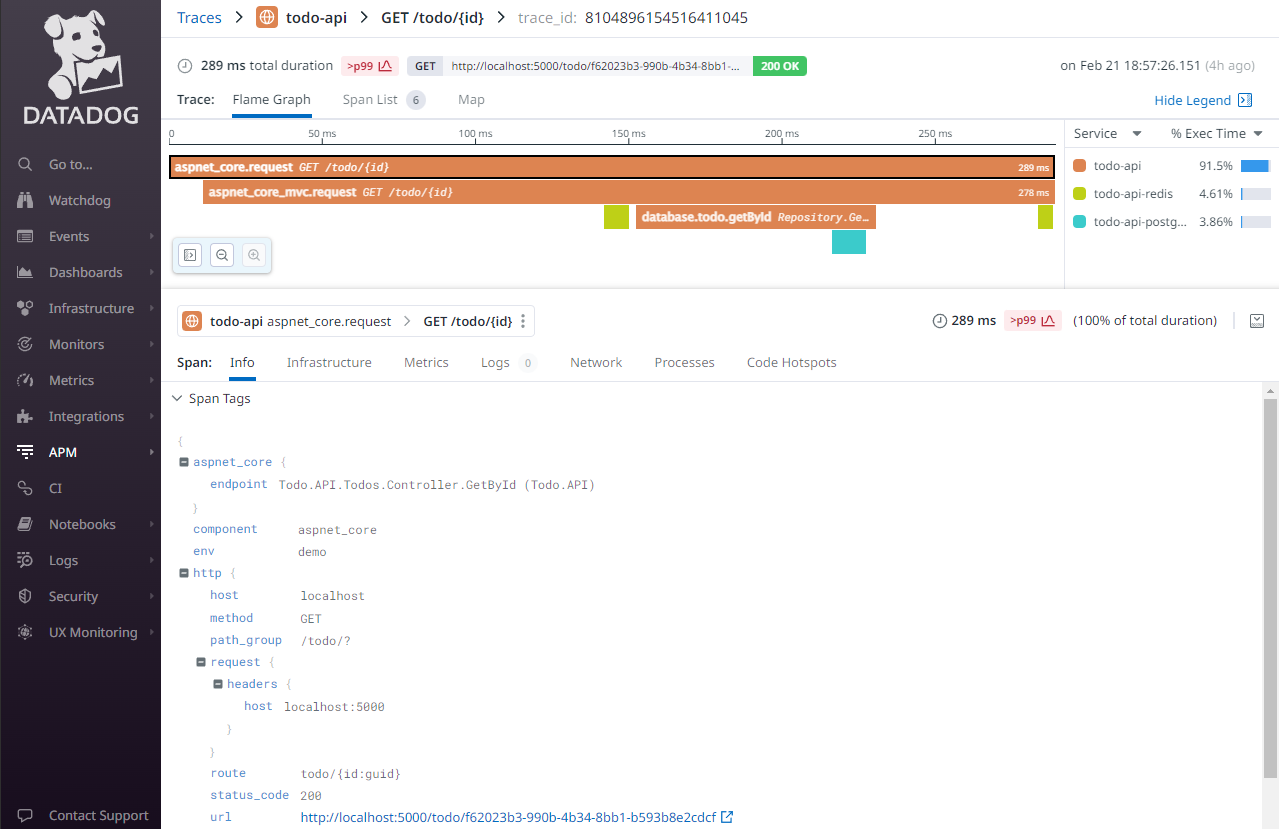 DATADOG
Go to...
Watchdog
Events
Dashboards
Infrastructure
Monitors
Metrics
Integrations
APM
CI
Notebooks
Logs
Security
UX Monitoring
Contact Support
Traces > todo-api > GET /todo/{id} > trace_id: 8104896154516411045
289 ms total duration >p99 GET http://localhost:5000/todo/f62023b3-990b-4b34-8bb1-... 200 OK on Feb 21 18:57:26.151 (4h ago)
Trace: Flame Graph Span List 6 Map Hide Legend
0 50 ms 100 ms 150 ms 200 ms 250 ms
Service % Exec Time
aspnet_core.request GET /todo/{id} 289 ms
aspnet_core_mvc.request GET /todo/{id} 278 ms
database.todo.getById Repository.Ge...
todo-api 91.5%
todo-api-redis 4.61%
todo-api-postg... 3.86%
todo-api aspnet_core.request > GET /todo/{id} 289 ms >p99 (100% of total duration)
Span: Info Infrastructure Metrics Logs 0 Network Processes Code Hotspots
Span Tags
{
aspnet_core {
endpoint Todo.API.Todos.Controller.GetById (Todo.API)
}
component aspnet_core
env demo
http {
host localhost
method GET
path_group /todo/?
request {
headers {
host localhost:5000
}
}
route todo/{id:guid}
status_code 200
url http://localhost:5000/todo/f62023b3-990b-4b34-8bb1-b593b8e2cdcf